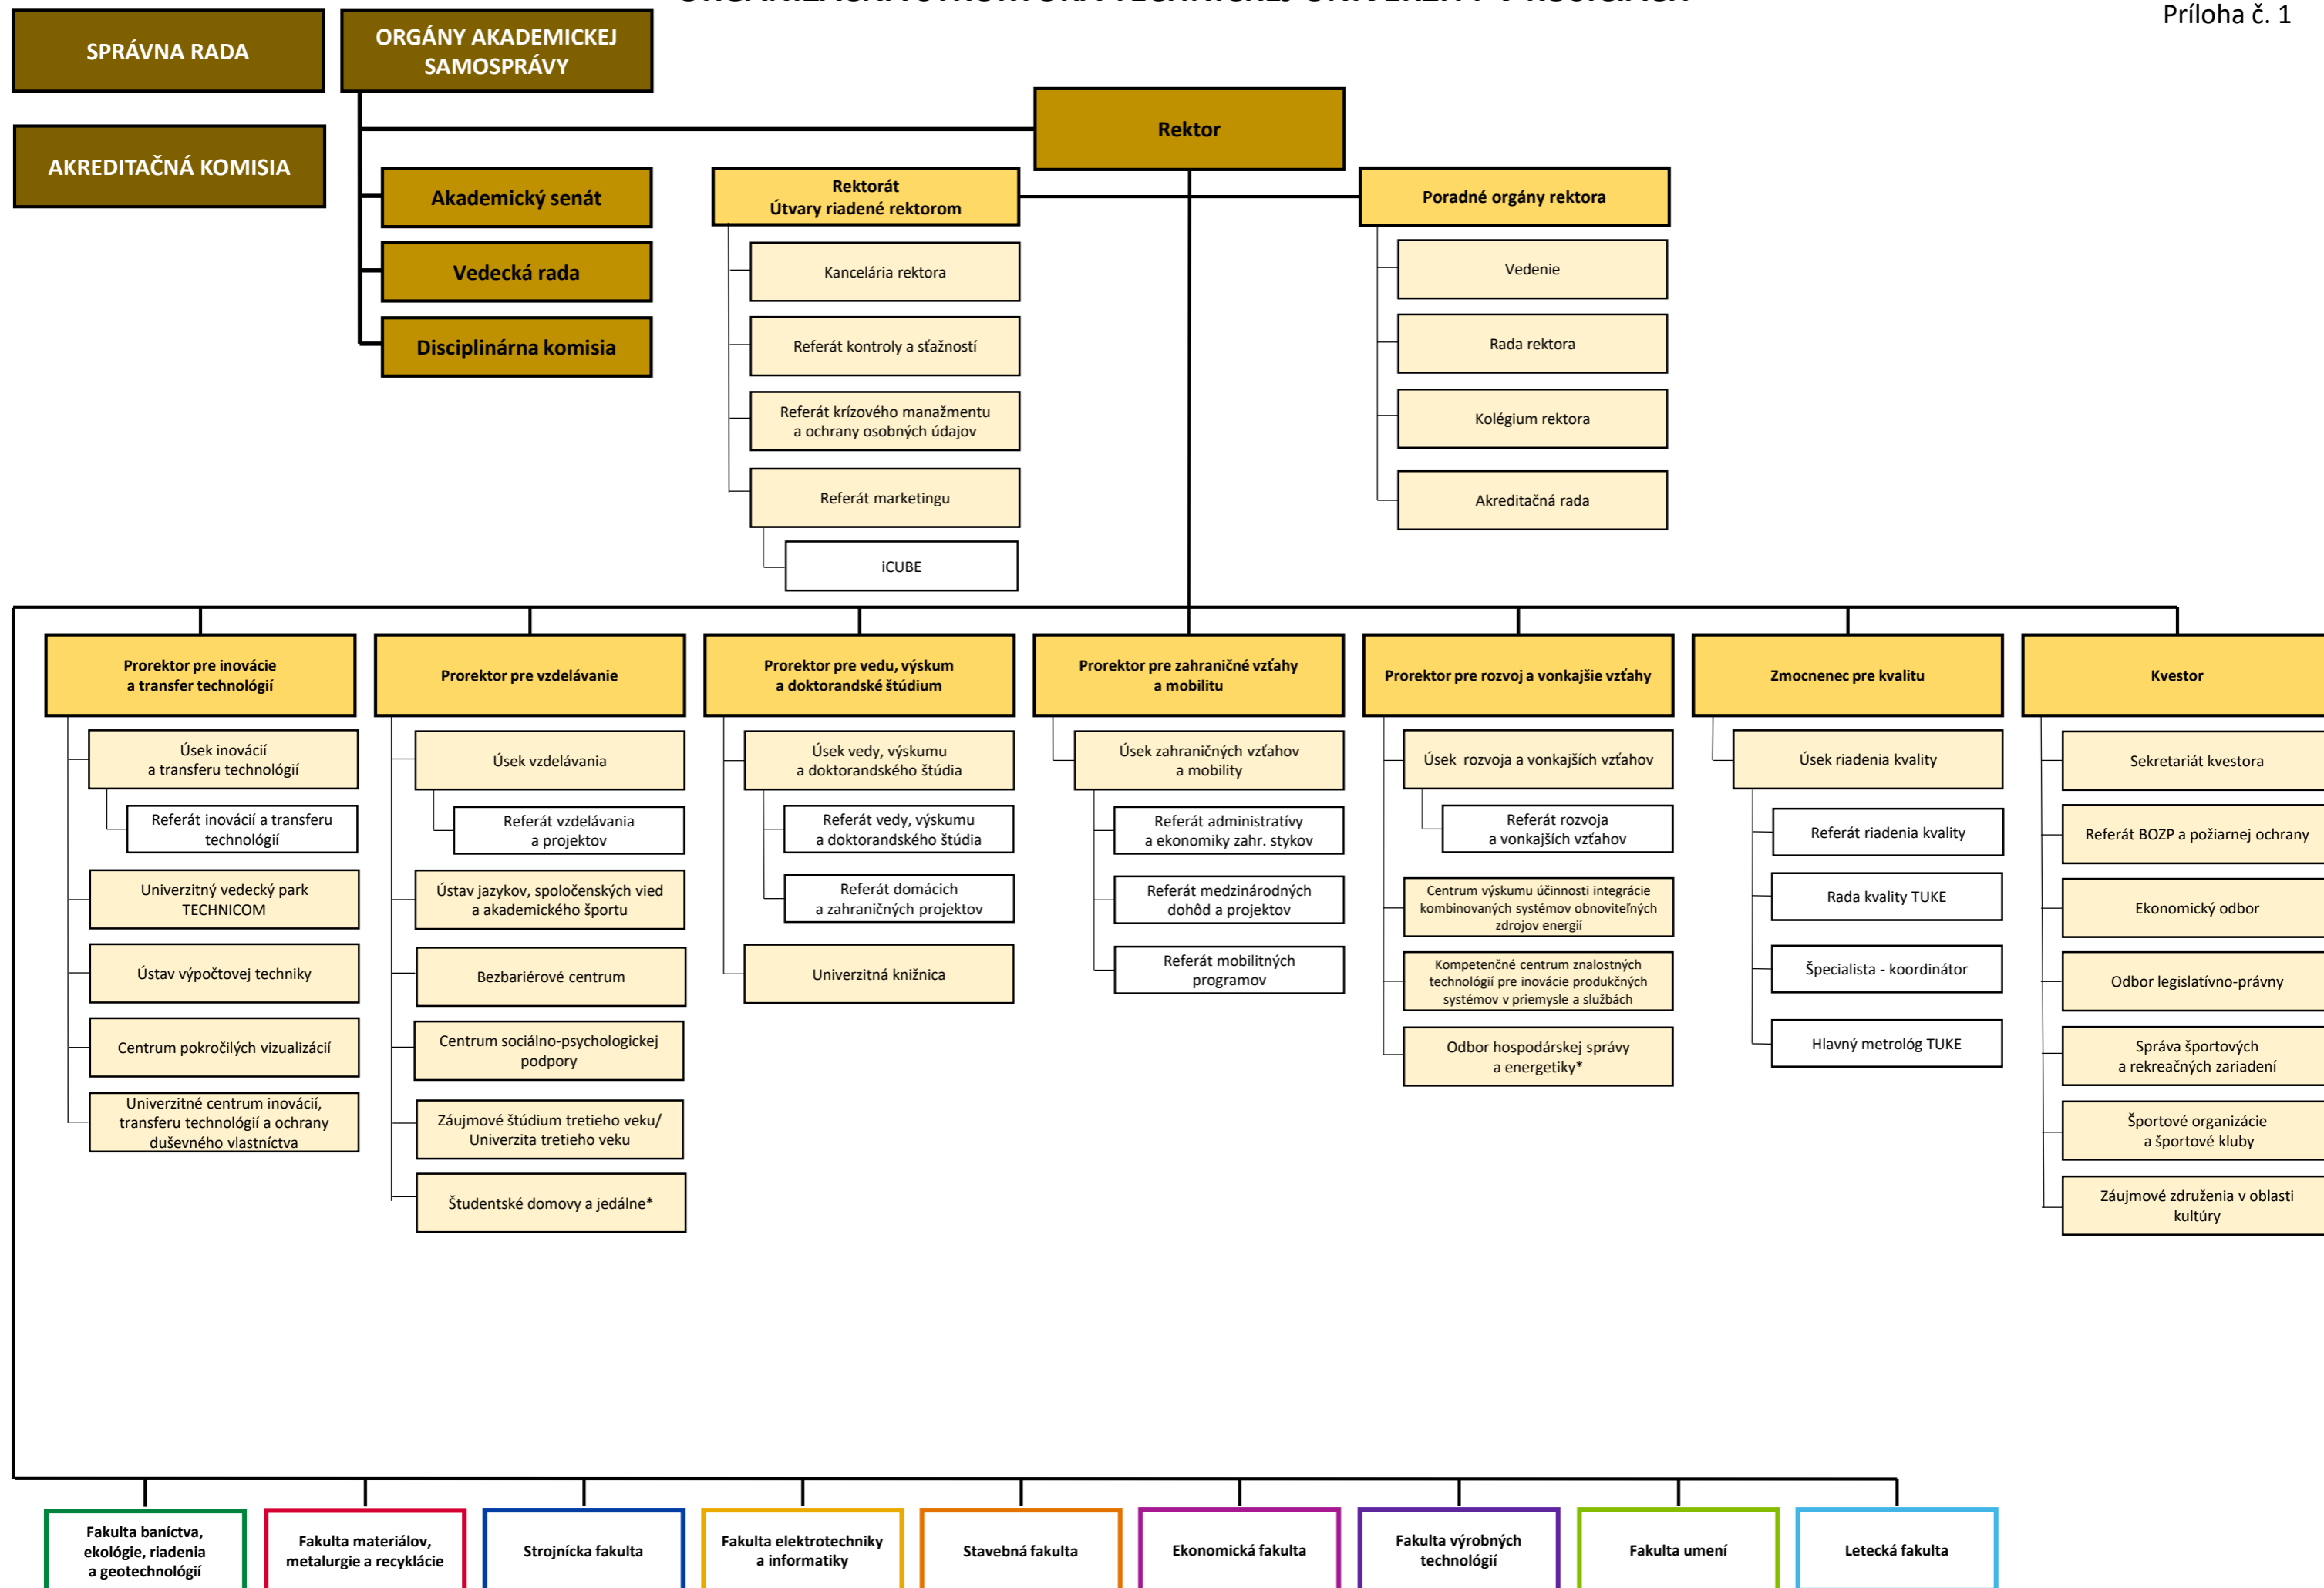 Príloha č. 1
SPRÁVNA RADA
ORGÁNY AKADEMICKEJ
SAMOSPRÁVY
AKREDITAČNÁ KOMISIA
Rektor
Akademický senát
Vedecká rada
Disciplinárna komisia
Rektorát
Útvary riadené rektorom
Kancelária rektora
Referát kontroly a sťažností
Referát krízového manažmentu
a ochrany osobných údajov
Referát marketingu
iCUBE
Poradné orgány rektora
Vedenie
Rada rektora
Kolégium rektora
Akreditačná rada
Prorektor pre inovácie
a transfer technológií
Úsek inovácií
a transferu technológií
Referát inovácií a transferu
technológií
Univerzitný vedecký park
TECHNICOM
Ústav výpočtovej techniky
Centrum pokročilých vizualizácií
Univerzitné centrum inovácií,
transferu technológií a ochrany
duševného vlastníctva
Prorektor pre vzdelávanie
Úsek vzdelávania
Referát vzdelávania
a projektov
Ústav jazykov, spoločenských vied
a akademického športu
Bezbariérové centrum
Centrum sociálno-psychologickej
podpory
Záujmové štúdium tretieho veku/
Univerzita tretieho veku
Študentské domovy a jedálne*
Prorektor pre vedu, výskum
a doktorandské štúdium
Úsek vedy, výskumu
a doktorandského štúdia
Referát vedy, výskumu
a doktorandského štúdia
Referát domácich
a zahraničných projektov
Univerzitná knižnica
Prorektor pre zahraničné vzťahy
a mobilitu
Úsek zahraničných vzťahov
a mobility
Referát administratívy
a ekonomiky zahr. stykov
Referát medzinárodných
dohôd a projektov
Referát mobilitných
programov
Prorektor pre rozvoj a vonkajšie vzťahy
Úsek rozvoja a vonkajších vzťahov
Referát rozvoja
a vonkajších vzťahov
Centrum výskumu účinnosti integrácie
kombinovaných systémov obnoviteľných
zdrojov energií
Kompetenčné centrum znalostných
technológií pre inovácie produkčných
systémov v priemysle a službách
Odbor hospodárskej správy
a energetiky*
Zmocnenec pre kvalitu
Úsek riadenia kvality
Referát riadenia kvality
Rada kvality TUKE
Špecialista - koordinátor
Hlavný metrológ TUKE
Kvestor
Sekretariát kvestora
Referát BOZP a požiarnej ochrany
Ekonomický odbor
Odbor legislatívno-právny
Správa športových
a rekreačných zariadení
Športové organizácie
a športové kluby
Záujmové združenia v oblasti
kultúry
Fakulta baníctva,
ekológie, riadenia
a geotechnológií
Fakulta materiálov,
metalurgie a recyklácie
Strojnícka fakulta
Fakulta elektrotechniky
a informatiky
Stavebná fakulta
Ekonomická fakulta
Fakulta výrobných
technológií
Fakulta umení
Letecká fakulta